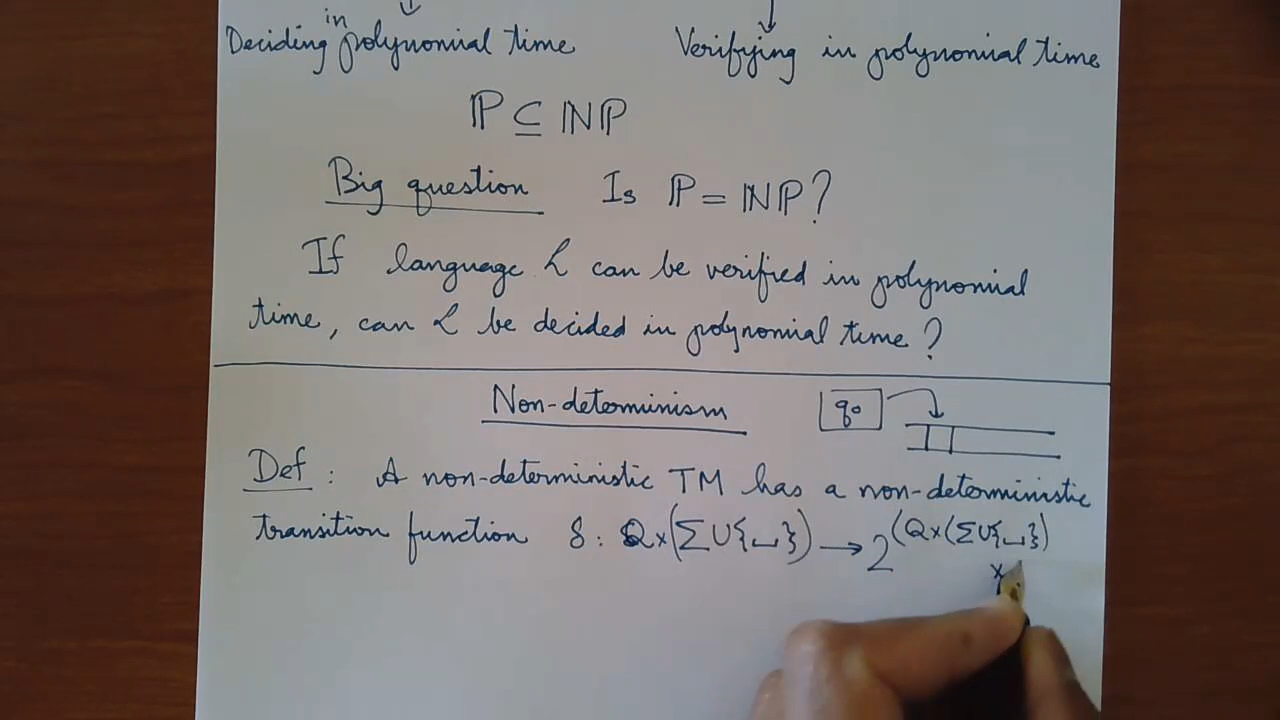 Deciding in polynomial time Verifying in polynomial time
ℙ ⊆ ℕℙ
Big question Is ℙ = ℕℙ?
If language L can be verified in polynomial
time, can L be decided in polynomial time?
Non-determinism q₀
Def: A non-deterministic TM has a non-deterministic
transition function δ: Q×(Σ∪{␣}) → 2^(Q×(Σ∪{␣})
×